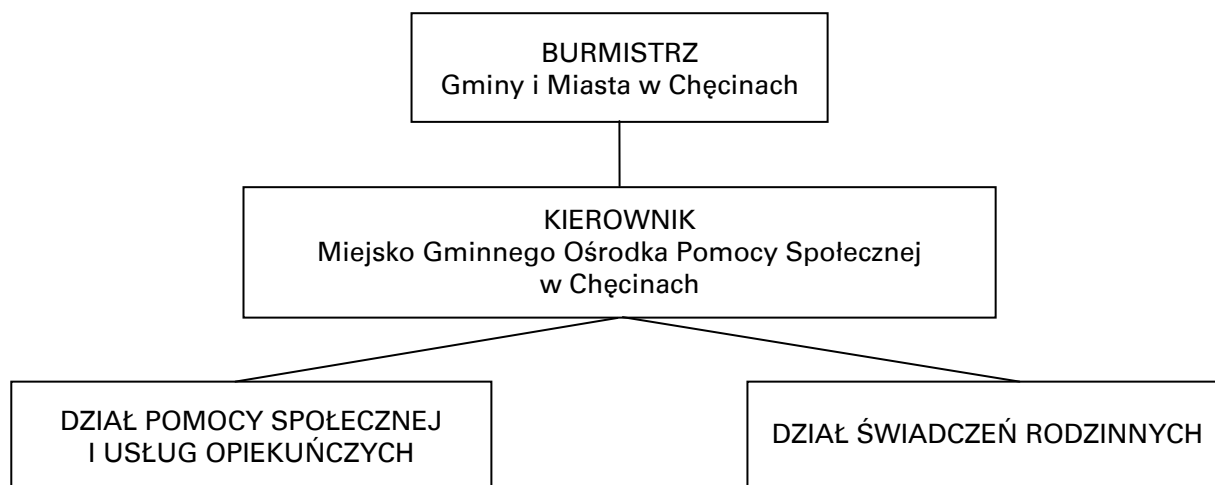 BURMISTRZ
Gminy i Miasta w Chęcinach
KIEROWNIK
Miejsko Gminnego Ośrodka Pomocy Społecznej
w Chęcinach
DZIAŁ POMOCY SPOŁECZNEJ
I USŁUG OPIEKUŃCZYCH
DZIAŁ ŚWIADCZEŃ RODZINNYCH